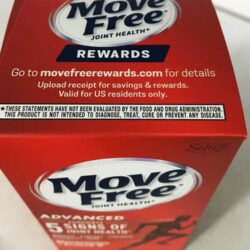 Move
Free®
JOINT HEALTH*
REWARDS
Go to movefreerewards.com for details
Upload receipt for savings & rewards.
Valid for US residents only.
*THESE STATEMENTS HAVE NOT BEEN EVALUATED BY THE FOOD AND DRUG ADMINISTRATION.
THIS PRODUCT IS NOT INTENDED TO DIAGNOSE, TREAT, CURE OR PREVENT ANY DISEASE.
Schiff
Move
Free®
JOINT HEALTH*
ADVANCED
5 SIGNS OF
JOINT HEALTH*